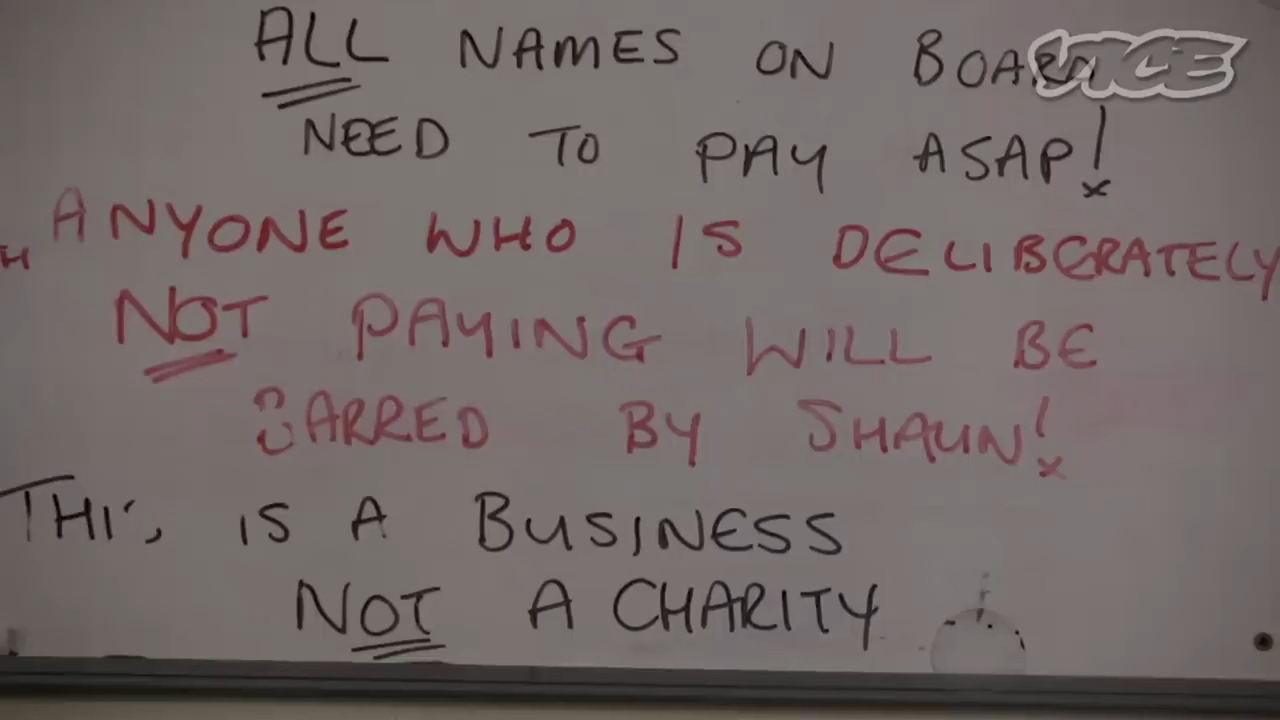 VICE
ALL NAMES ON BOARD
NEED TO PAY ASAP!
ANYONE WHO IS DELIBERATELY
NOT PAYING WILL BE
BARRED BY SHAUN!
THIS IS A BUSINESS
NOT A CHARITY